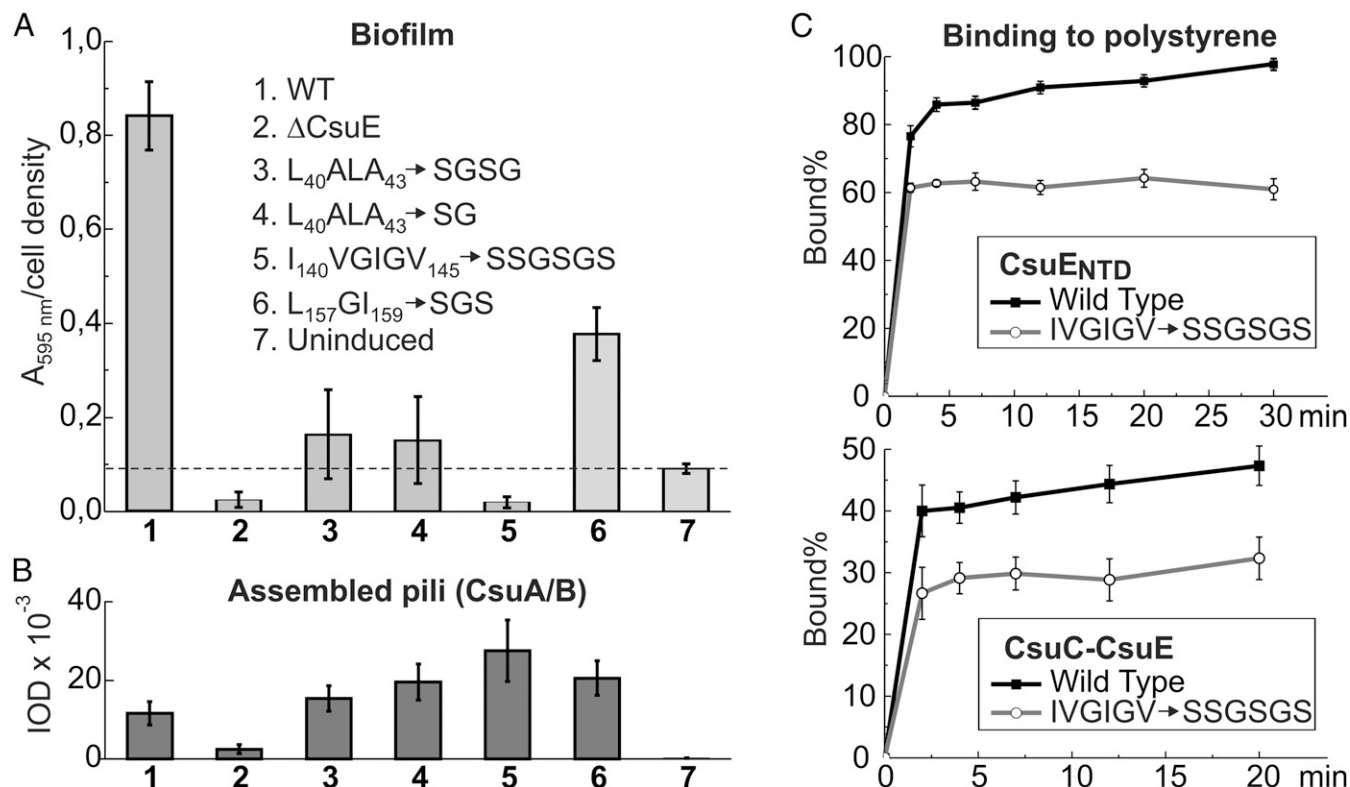 A
Biofilm
1,0
0,8
0,6
0,4
0,2
0,0
A595 nm/cell density
1. WT
2. ΔCsuE
3. L40ALA43→SGSG
4. L40ALA43→SG
5. I140VGIGV145→SSGSGS
6. L157GI159→SGS
7. Uninduced
1 2 3 4 5 6 7
B
Assembled pili (CsuA/B)
40
20
0
IOD x 10-3
1 2 3 4 5 6 7
C
Binding to polystyrene
100
80
60
40
20
0
Bound%
CsuENTD
Wild Type
IVGIGV→SSGSGS
0 5 10 15 20 25 30 min
50
40
30
20
10
0
Bound%
CsuC-CsuE
Wild Type
IVGIGV→SSGSGS
0 5 10 15 20 min